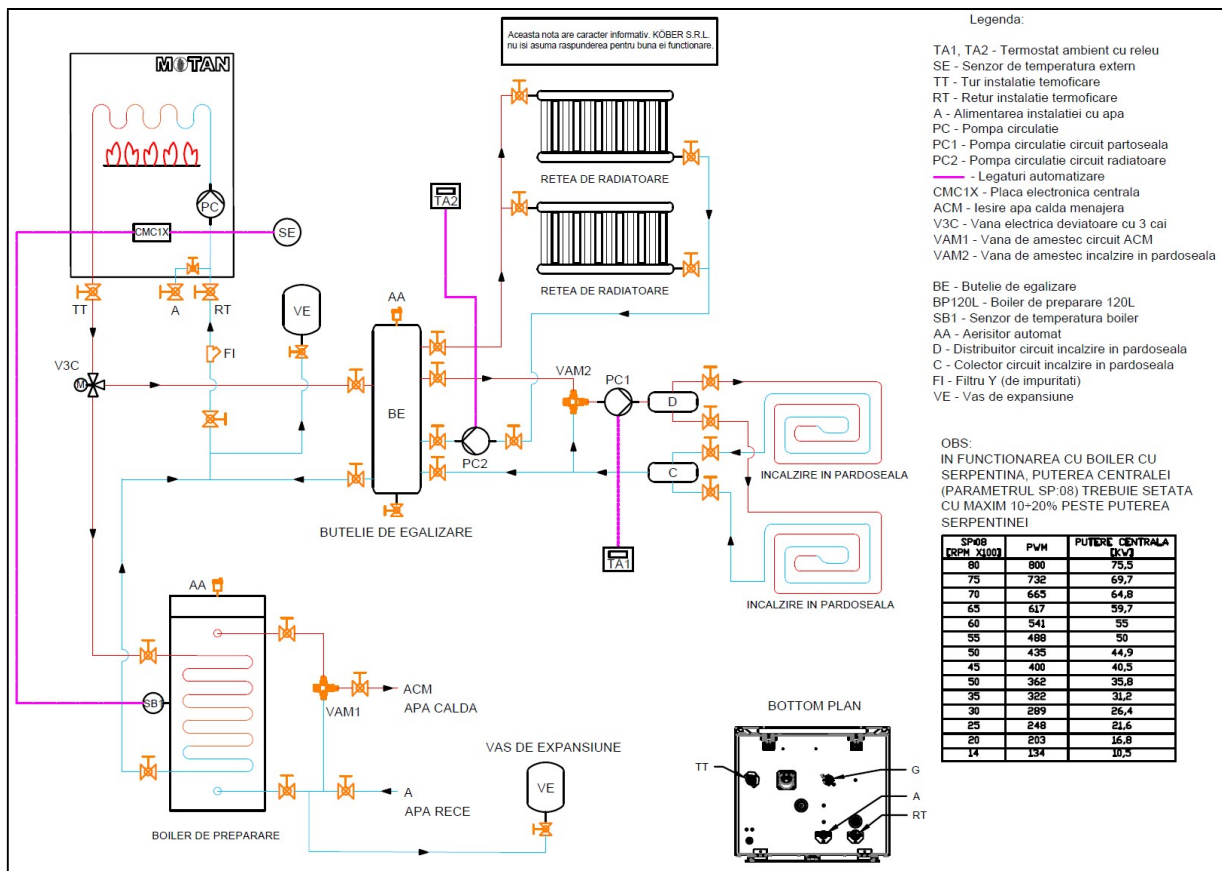 Aceasta nota are caracter informativ. KÖBER S.R.L.
nu isi asuma raspunderea pentru buna ei functionare.
MOTAN
PC
CMC1X
SE
TT
A
RT
FI
V3C
M
VE
AA
BE
BUTELIE DE EGALIZARE
TA2
RETEA DE RADIATOARE
RETEA DE RADIATOARE
PC2
VAM2
PC1
D
C
TA1
INCALZIRE IN PARDOSEALA
INCALZIRE IN PARDOSEALA
AA
SB1
BOILER DE PREPARARE
VAM1
ACM
APA CALDA
A
APA RECE
VAS DE EXPANSIUNE
VE
BOTTOM PLAN
TT
G
A
RT
Legenda:
TA1, TA2 - Termostat ambient cu releu
SE - Senzor de temperatura extern
TT - Tur instalatie temoficare
RT - Retur instalatie termoficare
A - Alimentarea instalatiei cu apa
PC - Pompa circulatie
PC1 - Pompa circulatie circuit partoseala
PC2 - Pompa circulatie circuit radiatoare
- Legaturi automatizare
CMC1X - Placa electronica centrala
ACM - Iesire apa calda menajera
V3C - Vana electrica deviatoare cu 3 cai
VAM1 - Vana de amestec circuit ACM
VAM2 - Vana de amestec incalzire in pardoseala
BE - Butelie de egalizare
BP120L - Boiler de preparare 120L
SB1 - Senzor de temperatura boiler
AA - Aerisitor automat
D - Distribuitor circuit incalzire in pardoseala
C - Colector circuit incalzire in pardoseala
FI - Filtru Y (de impuritati)
VE - Vas de expansiune
OBS:
IN FUNCTIONAREA CU BOILER CU
SERPENTINA, PUTEREA CENTRALEI
(PARAMETRUL SP:08) TREBUIE SETATA
CU MAXIM 10÷20% PESTE PUTEREA
SERPENTINEI
SP:08 PWM PUTERE CENTRALA
[RPM X100] [KW]
80 800 75,5
75 732 69,7
70 665 64,8
65 617 59,7
60 541 55
55 488 50
50 435 44,9
45 400 40,5
50 362 35,8
35 322 31,2
30 289 26,4
25 248 21,6
20 203 16,8
14 134 10,5